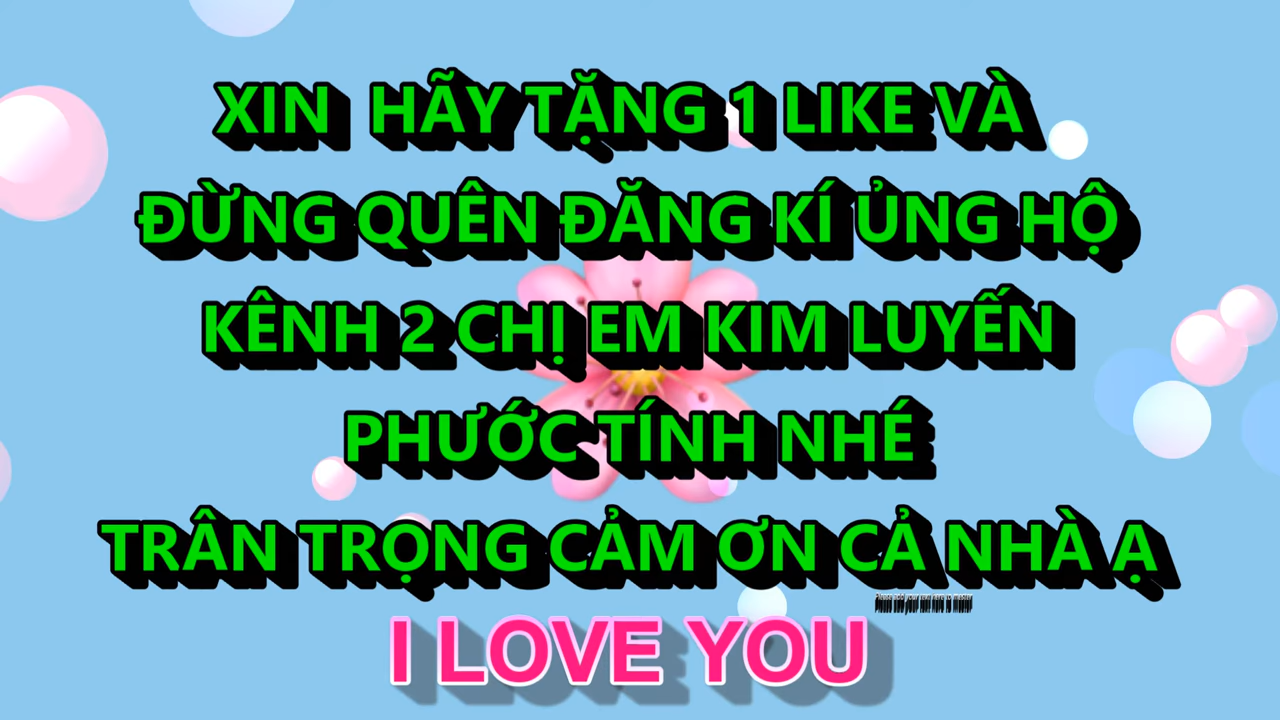 XIN HÃY TẶNG 1 LIKE VÀ
ĐỪNG QUÊN ĐĂNG KÍ ỦNG HỘ
KÊNH 2 CHỊ EM KIM LUYẾN
PHƯỚC TÍNH NHÉ
TRÂN TRỌNG CẢM ƠN CẢ NHÀ Ạ
I LOVE YOU